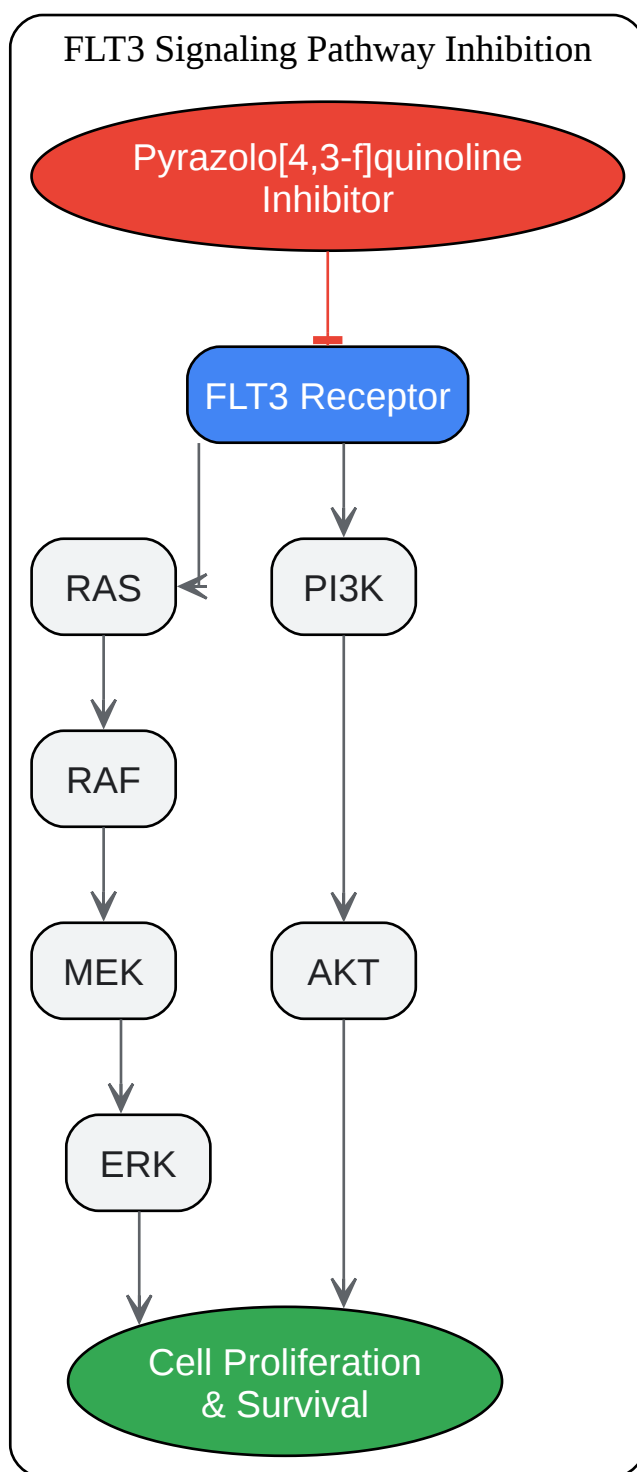 FLT3 Signaling Pathway Inhibition
Pyrazolo[4,3-f]quinoline
Inhibitor
FLT3 Receptor
RAS
PI3K
RAF
MEK
AKT
ERK
Cell Proliferation
& Survival